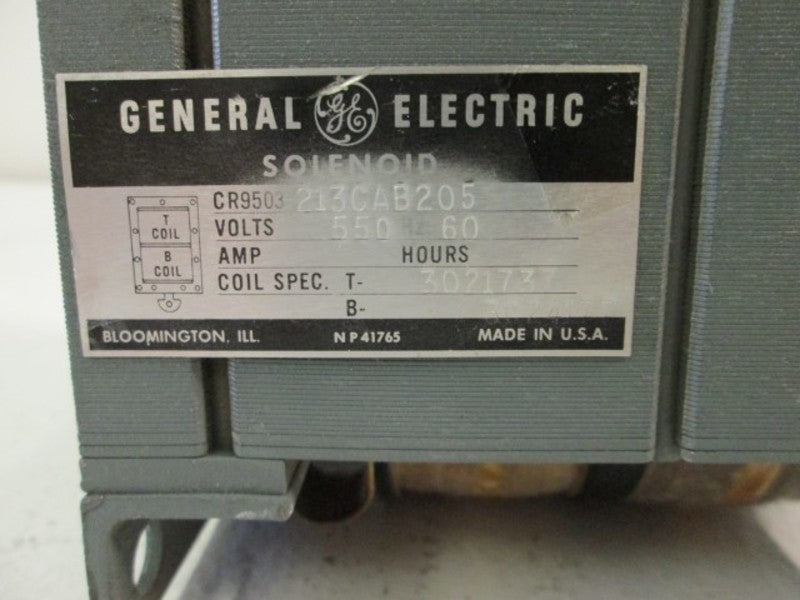 GENERAL GE ELECTRIC
SOLENOID
CR9503 213CAB205
VOLTS 550 60
AMP HOURS
COIL SPEC. T-
B-
T
COIL
B
COIL
BLOOMINGTON, ILL. NP41765 MADE IN U.S.A.